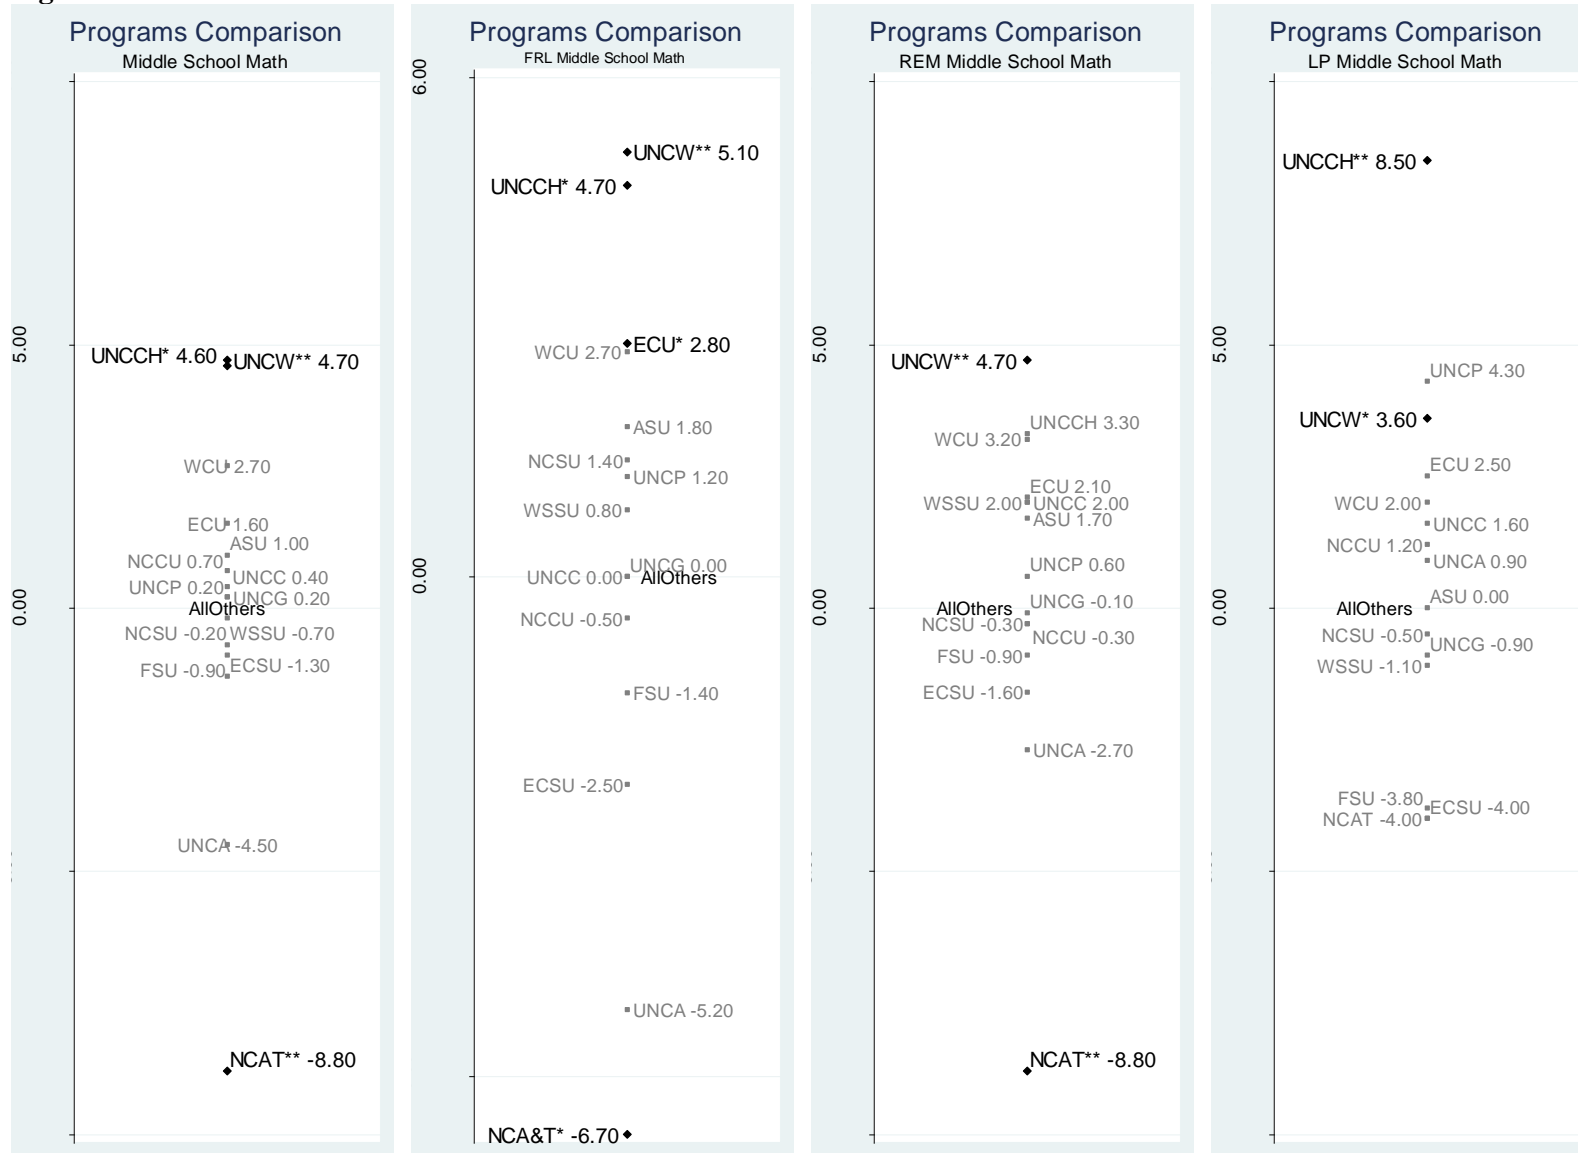 Programs Comparison
Middle School Math
5.00
UNCCH* 4.60
UNCW** 4.70
WCU 2.70
ECU 1.60
ASU 1.00
NCCU 0.70
UNCC 0.40
UNCP 0.20
UNCG 0.20
0.00
AllOthers
NCSU -0.20
WSSU -0.70
FSU -0.90
ECSU -1.30
UNCA -4.50
NCAT** -8.80
Programs Comparison
FRL Middle School Math
6.00
UNCW** 5.10
UNCCH* 4.70
ECU* 2.80
WCU 2.70
ASU 1.80
NCSU 1.40
UNCP 1.20
WSSU 0.80
UNCG 0.00
UNCC 0.00
0.00
AllOthers
NCCU -0.50
FSU -1.40
ECSU -2.50
UNCA -5.20
NCA&T* -6.70
Programs Comparison
REM Middle School Math
5.00
UNCW** 4.70
UNCCH 3.30
WCU 3.20
ECU 2.10
WSSU 2.00
UNCC 2.00
ASU 1.70
UNCP 0.60
UNCG -0.10
0.00
AllOthers
NCSU -0.30
NCCU -0.30
FSU -0.90
ECSU -1.60
UNCA -2.70
NCAT** -8.80
Programs Comparison
LP Middle School Math
UNCCH** 8.50
5.00
UNCP 4.30
UNCW* 3.60
ECU 2.50
WCU 2.00
UNCC 1.60
NCCU 1.20
UNCA 0.90
ASU 0.00
0.00
AllOthers
NCSU -0.50
UNCG -0.90
WSSU -1.10
FSU -3.80
ECSU -4.00
NCAT -4.00